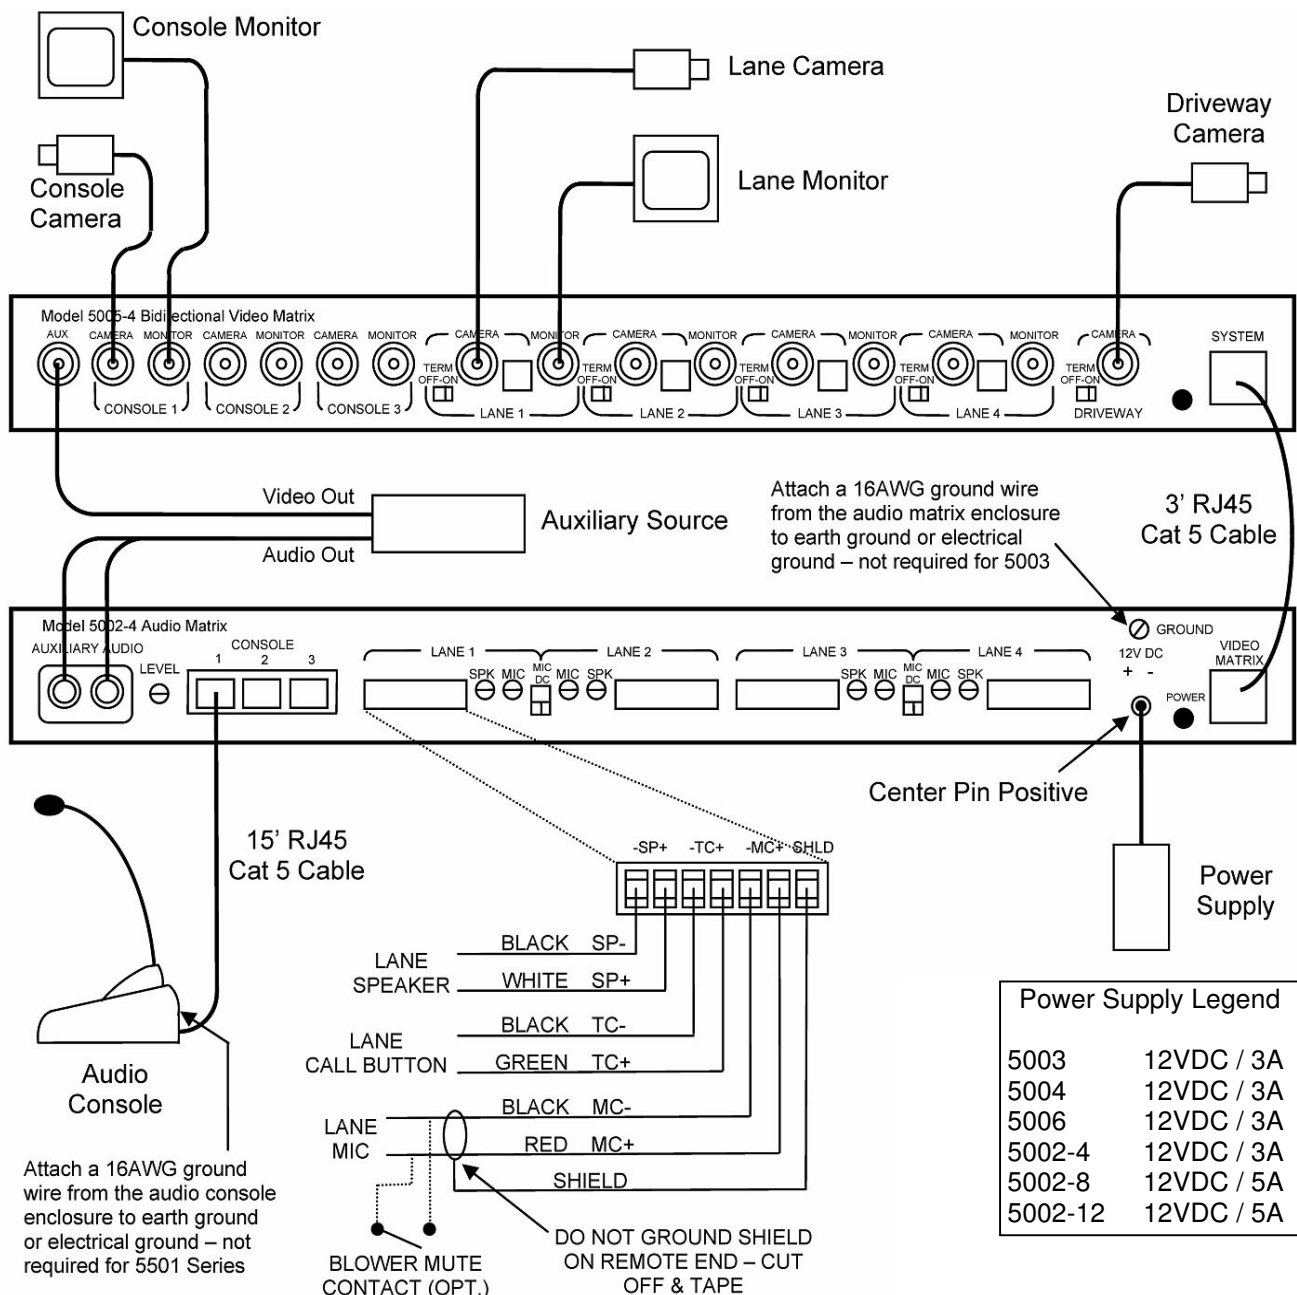 Console Monitor
Lane Camera
Driveway
Camera
Console
Camera
Lane Monitor
Model 5005-4 Bidirectional Video Matrix
AUX CAMERA MONITOR CAMERA MONITOR CAMERA MONITOR CAMERA MONITOR CAMERA MONITOR CAMERA MONITOR CAMERA MONITOR CAMERA SYSTEM
TERM
OFF-ON
TERM
OFF-ON
TERM
OFF-ON
TERM
OFF-ON
TERM
OFF-ON
CONSOLE 1 CONSOLE 2 CONSOLE 3 LANE 1 LANE 2 LANE 3 LANE 4 DRIVEWAY
Video Out
Audio Out
Auxiliary Source
Attach a 16AWG ground wire
from the audio matrix enclosure
to earth ground or electrical
ground – not required for 5003
3' RJ45
Cat 5 Cable
Model 5002-4 Audio Matrix
AUXILIARY AUDIO
LEVEL
CONSOLE
1 2 3
LANE 1 LANE 2 LANE 3 LANE 4
SPK MIC MIC
DC MIC SPK
SPK MIC MIC
DC MIC SPK
GROUND
12V DC
+ -
POWER
VIDEO
MATRIX
Center Pin Positive
15' RJ45
Cat 5 Cable
-SP+ -TC+ -MC+ SHLD
Power
Supply
LANE
SPEAKER
BLACK SP-
WHITE SP+
LANE
CALL BUTTON
BLACK TC-
GREEN TC+
LANE
MIC
BLACK MC-
RED MC+
SHIELD
Audio
Console
Attach a 16AWG ground
wire from the audio console
enclosure to earth ground
or electrical ground – not
required for 5501 Series
BLOWER MUTE
CONTACT (OPT.)
DO NOT GROUND SHIELD
ON REMOTE END – CUT
OFF & TAPE
Power Supply Legend
5003 12VDC / 3A
5004 12VDC / 3A
5006 12VDC / 3A
5002-4 12VDC / 3A
5002-8 12VDC / 5A
5002-12 12VDC / 5A